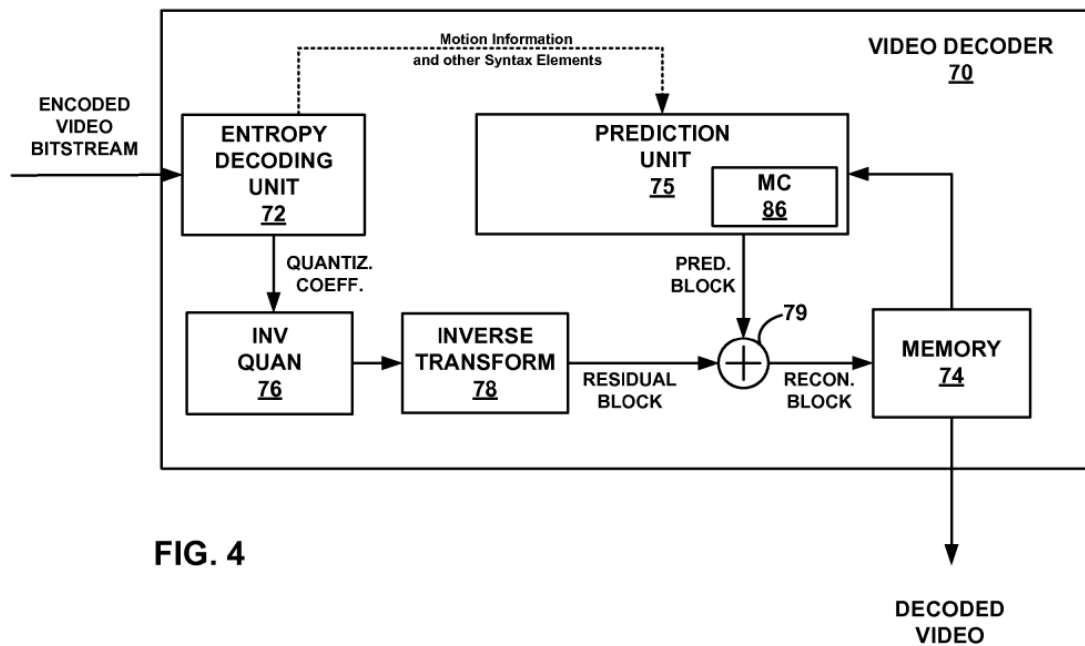 Motion Information
and other Syntax Elements
VIDEO DECODER
70
ENCODED
VIDEO
BITSTREAM
ENTROPY
DECODING
UNIT
72
PREDICTION
UNIT
75
MC
86
QUANTIZ.
COEFF.
PRED.
BLOCK
79
INV
QUAN
76
INVERSE
TRANSFORM
78
RESIDUAL
BLOCK
RECON.
BLOCK
MEMORY
74
FIG. 4
DECODED
VIDEO